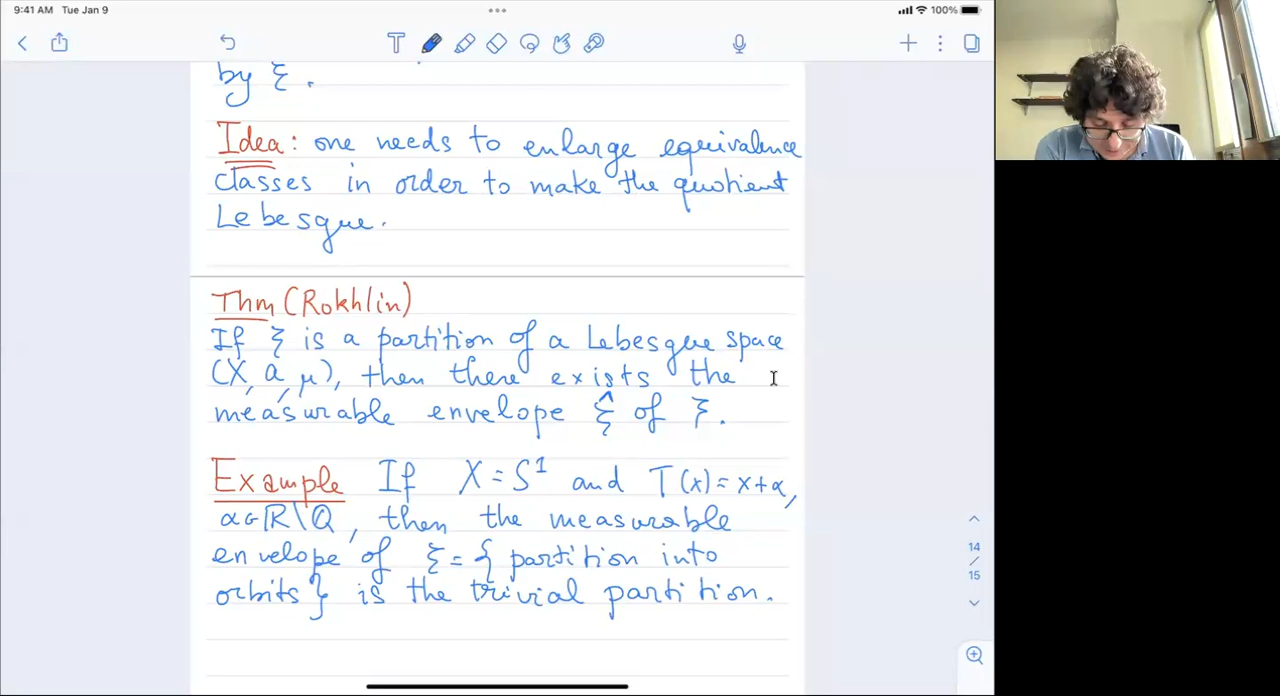 9:41 AM Tue Jan 9
100%
by ξ.
Idea: one needs to enlarge equivalence
classes in order to make the quotient
Lebesgue.
Thm (Rokhlin)
If ξ is a partition of a Lebesgue space
(X, a, μ), then there exists the
measurable envelope ξ̂ of ξ.
Example If X = S¹ and T(x) = x+α,
α∈ℝ\ℚ, then the measurable
envelope of ξ = { partition into
orbits} is the trivial partition.
14
/
15